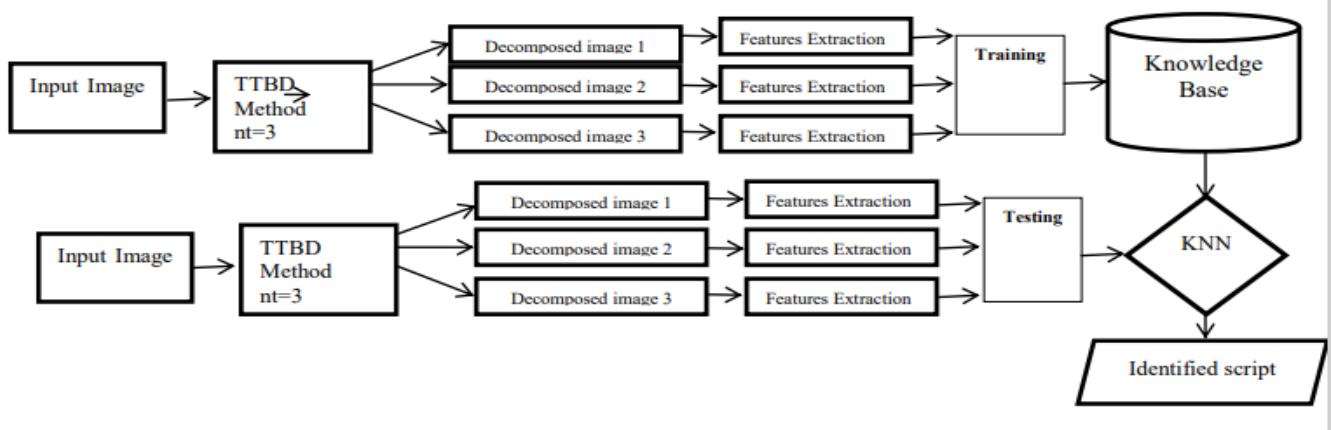 Input Image
TTBD
Method
nt=3
Decomposed image 1
Decomposed image 2
Decomposed image 3
Features Extraction
Features Extraction
Features Extraction
Training
Knowledge
Base
Input Image
TTBD
Method
nt=3
Decomposed image 1
Decomposed image 2
Decomposed image 3
Features Extraction
Features Extraction
Features Extraction
Testing
KNN
Identified script